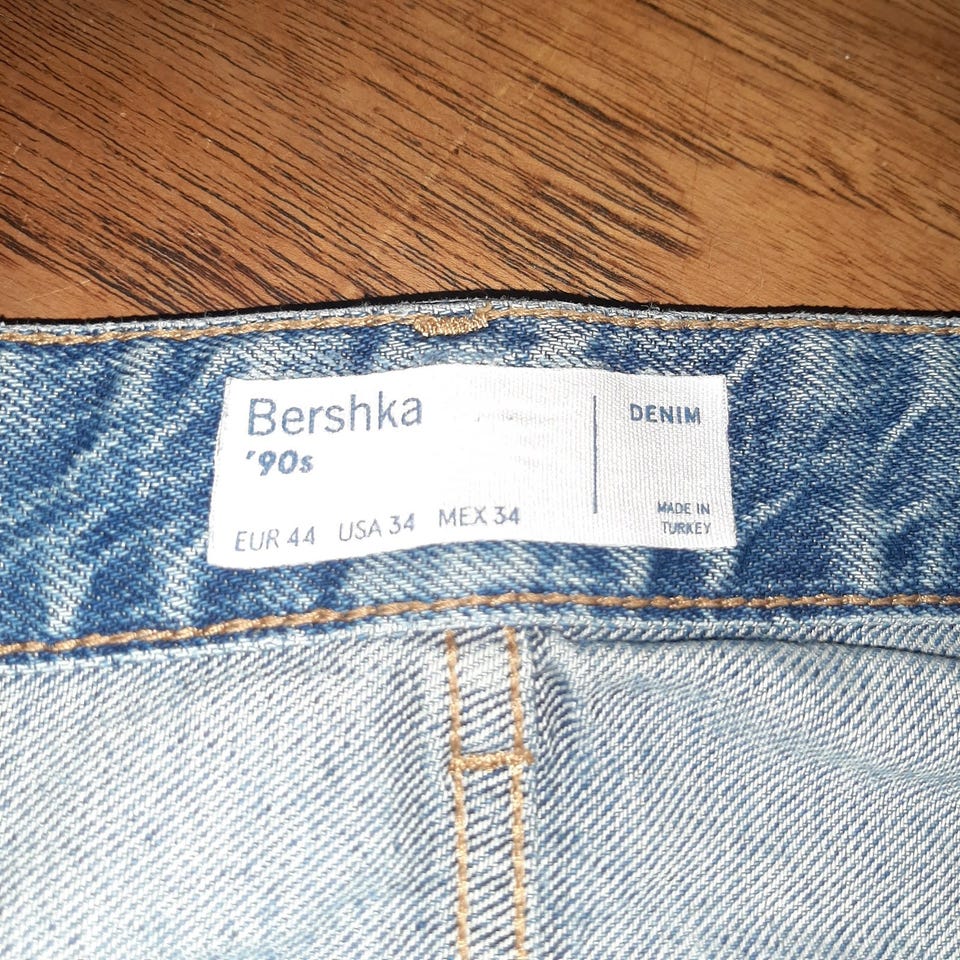 Bershka
'90s
EUR 44 USA 34 MEX 34
DENIM
MADE IN
TURKEY